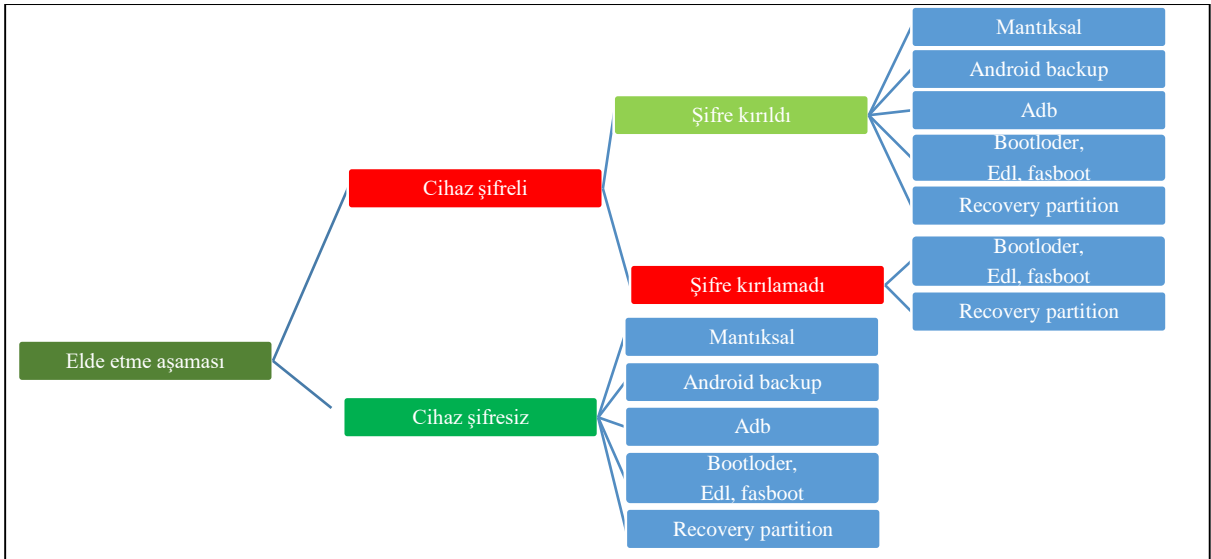 Elde etme aşaması
Cihaz şifreli
Şifre kırıldı
Mantıksal
Android backup
Adb
Bootloder,
Edl, fasboot
Recovery partition
Şifre kırılamadı
Bootloder,
Edl, fasboot
Recovery partition
Cihaz şifresiz
Mantıksal
Android backup
Adb
Bootloder,
Edl, fasboot
Recovery partition